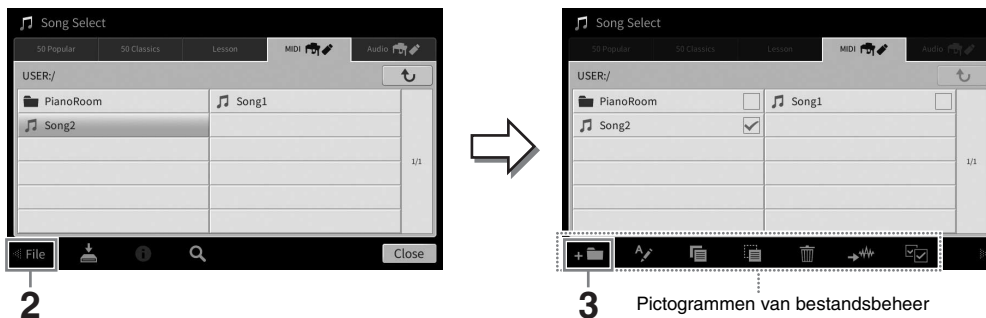 Song Select
50 Popular 50 Classics Lesson MIDI Audio
USER:/
PianoRoom Song1
Song2
1/1
File Close
2
Song Select
50 Popular 50 Classics Lesson MIDI Audio
USER:/
PianoRoom Song1
Song2
1/1
3 Pictogrammen van bestandsbeheer